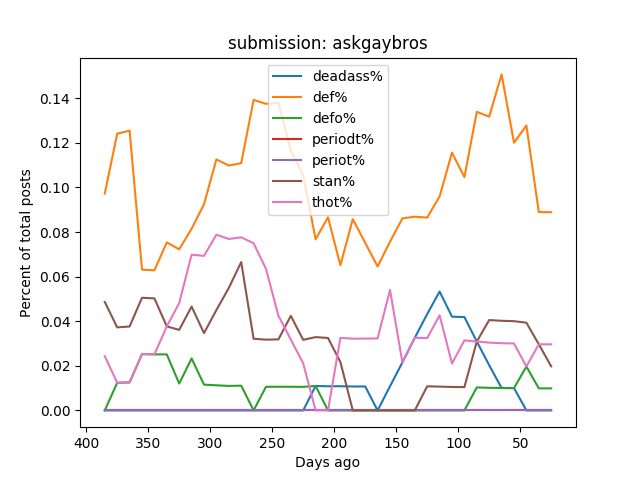 submission: askgaybros
deadass%
def%
defo%
periodt%
periot%
stan%
thot%
Percent of total posts
0.14
0.12
0.10
0.08
0.06
0.04
0.02
0.00
400 350 300 250 200 150 100 50
Days ago